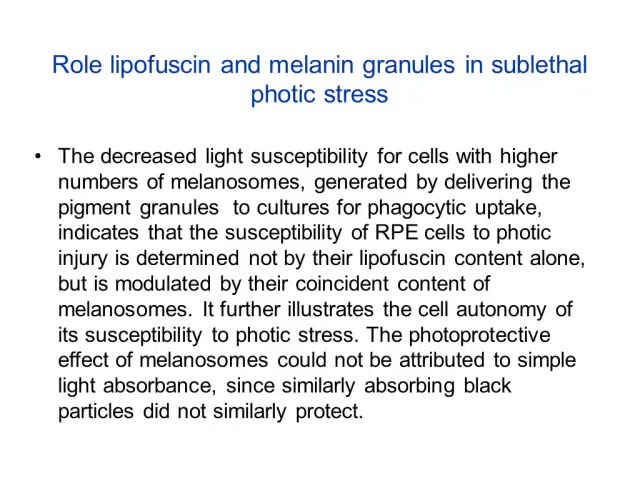 Role lipofuscin and melanin granules in sublethal
photic stress
• The decreased light susceptibility for cells with higher
numbers of melanosomes, generated by delivering the
pigment granules to cultures for phagocytic uptake,
indicates that the susceptibility of RPE cells to photic
injury is determined not by their lipofuscin content alone,
but is modulated by their coincident content of
melanosomes. It further illustrates the cell autonomy of
its susceptibility to photic stress. The photoprotective
effect of melanosomes could not be attributed to simple
light absorbance, since similarly absorbing black
particles did not similarly protect.